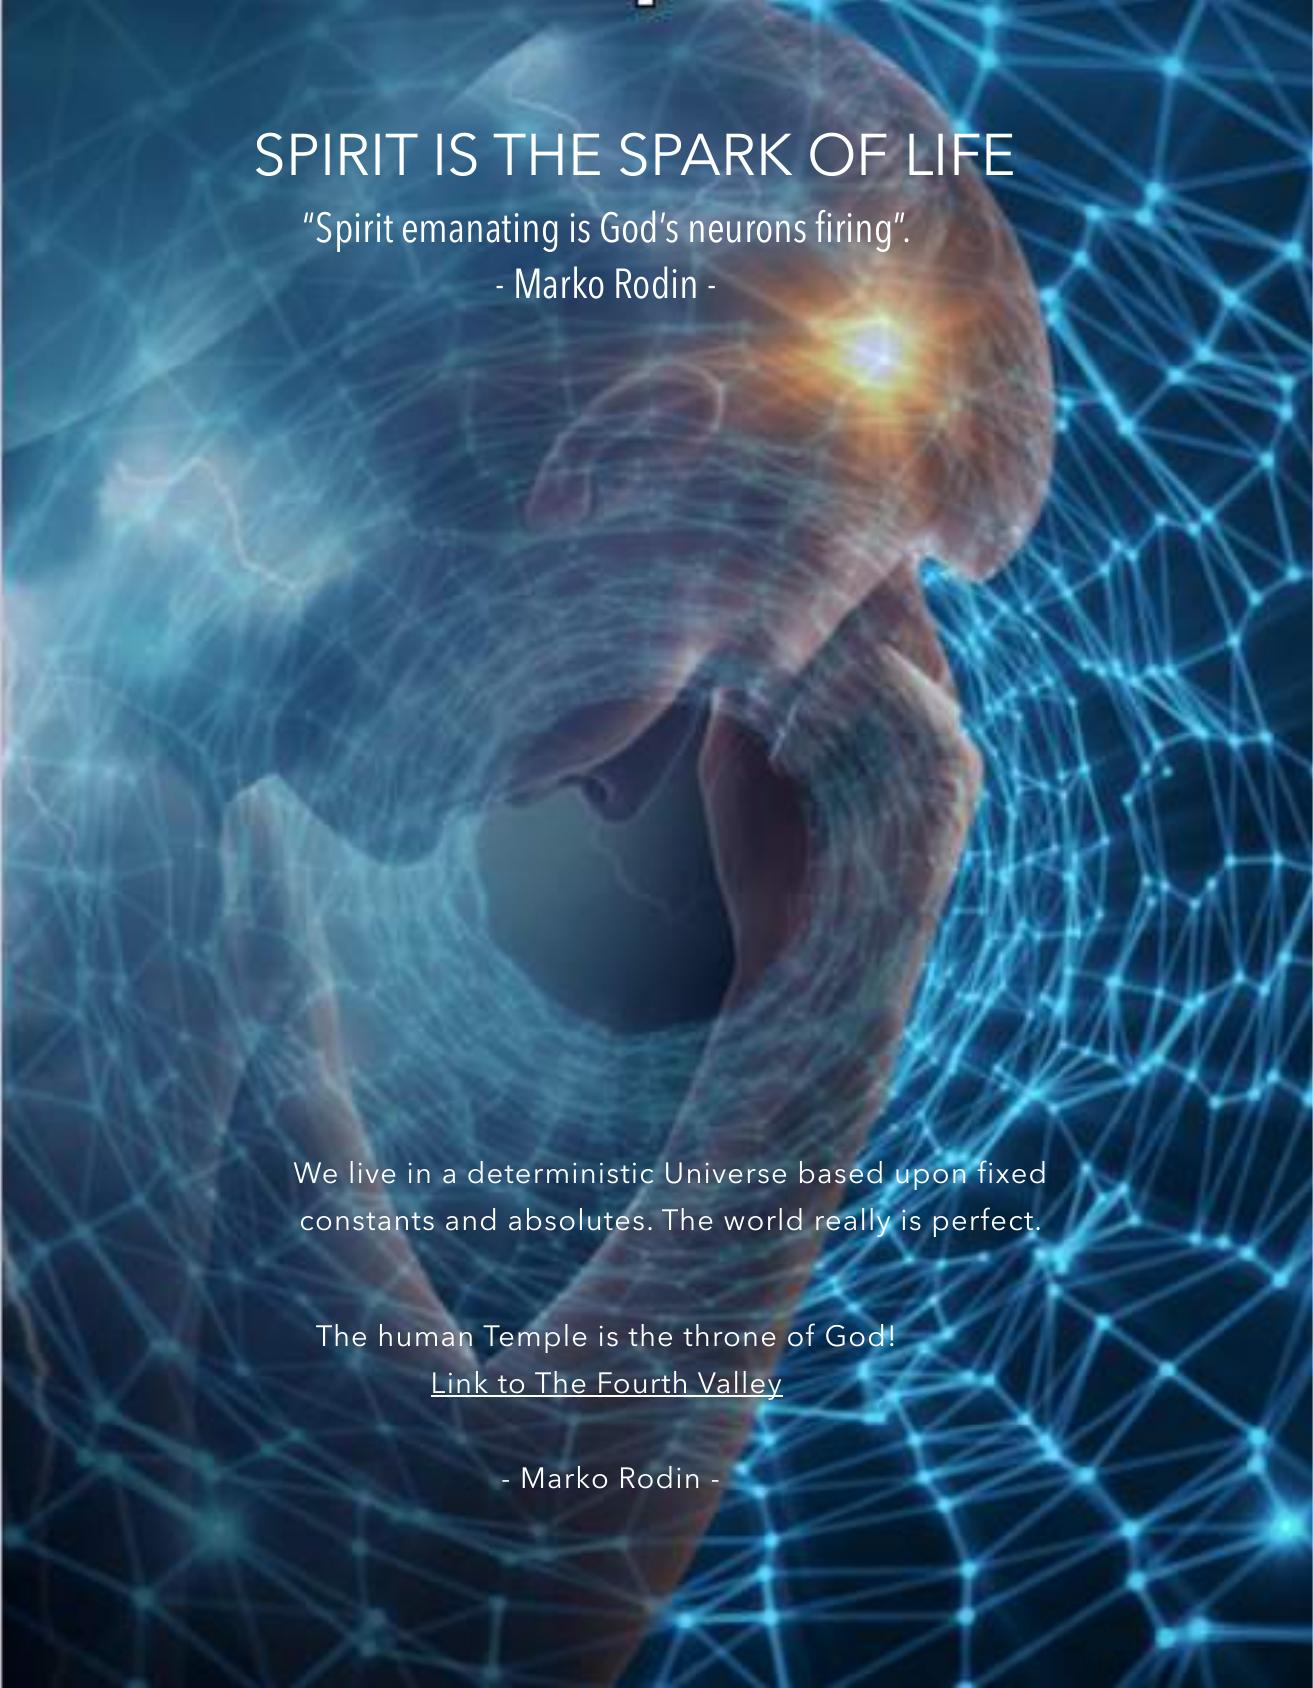 SPIRIT IS THE SPARK OF LIFE
“Spirit emanating is God’s neurons firing”.
- Marko Rodin -
We live in a deterministic Universe based upon fixed
constants and absolutes. The world really is perfect.
The human Temple is the throne of God!
Link to The Fourth Valley
- Marko Rodin -